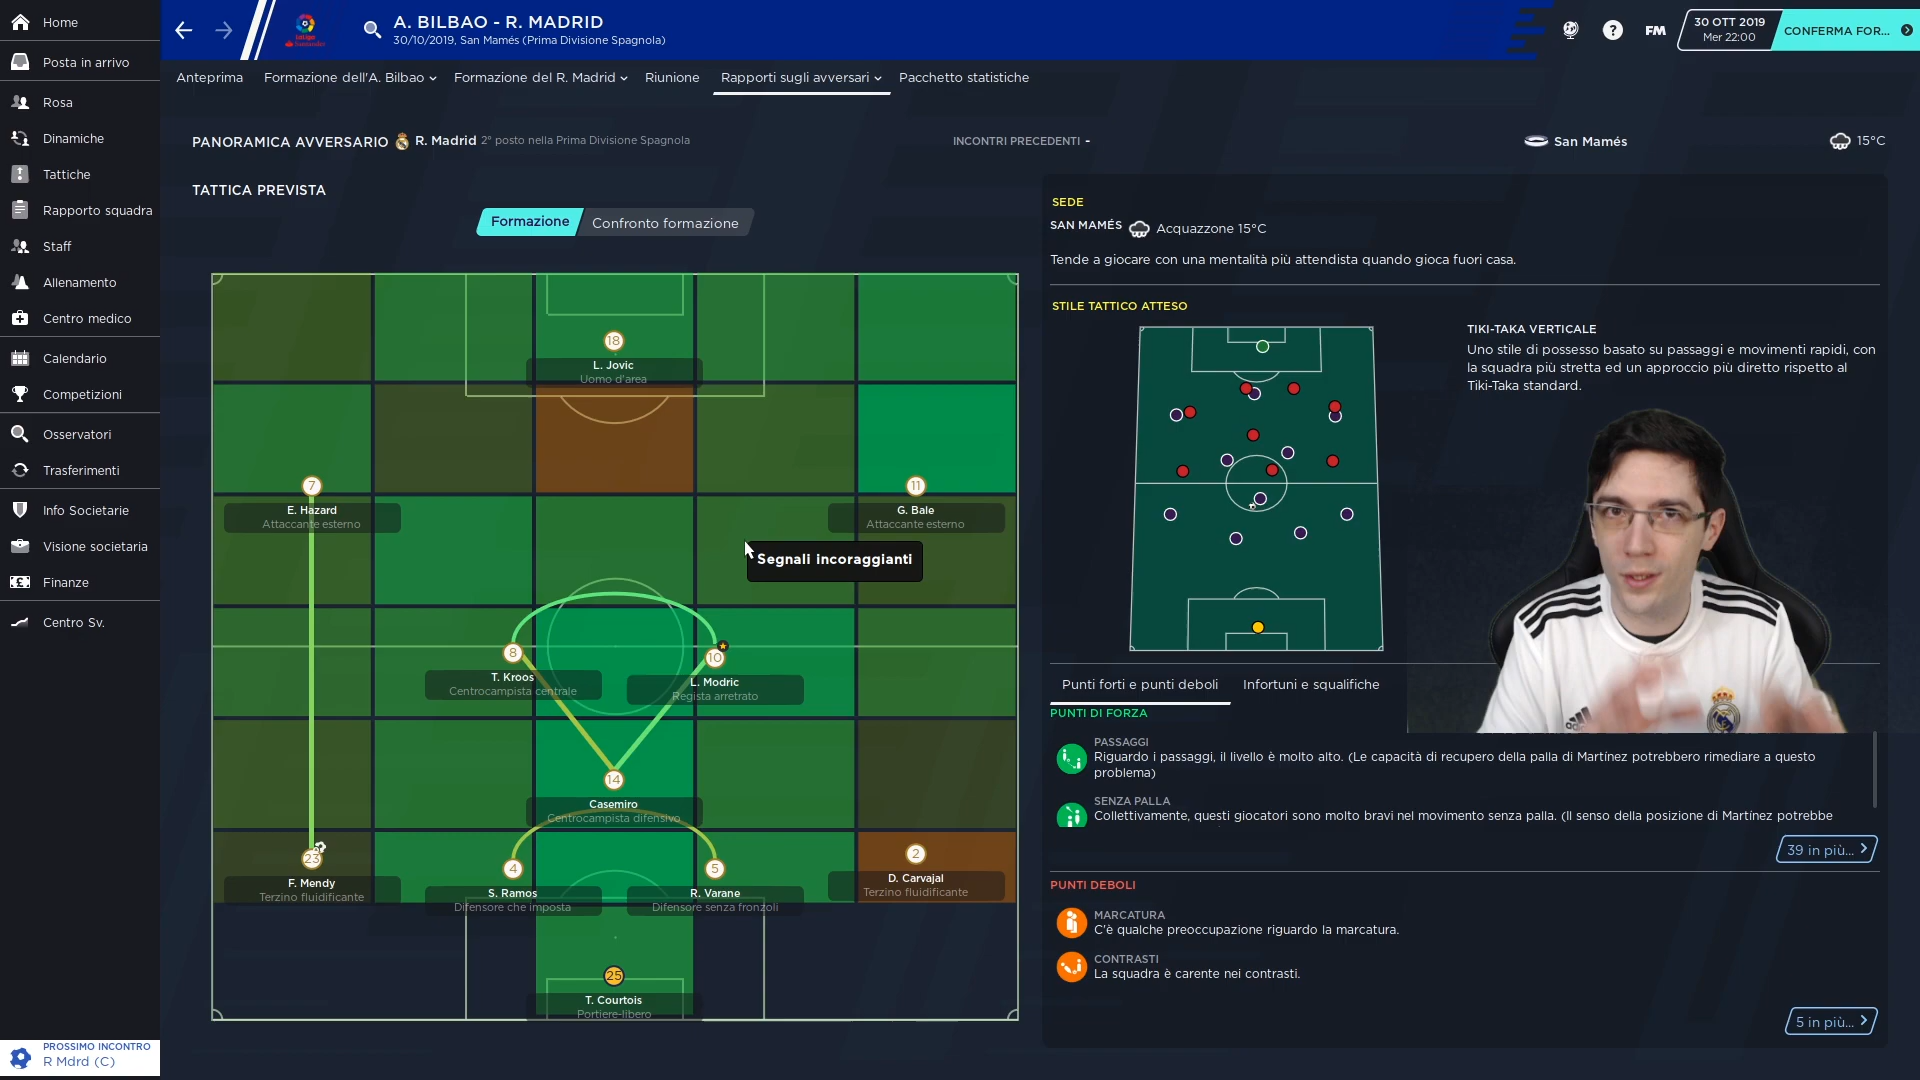 Home
Posta in arrivo
Rosa
Dinamiche
Tattiche
Rapporto squadra
Staff
Allenamento
Centro medico
Calendario
Competizioni
Osservatori
Trasferimenti
Info Societarie
Visione societaria
Finanze
Centro Sv.
PROSSIMO INCONTRO
R Mdrd (C)
A. BILBAO - R. MADRID
30/10/2019, San Mamés (Prima Divisione Spagnola)
FM
30 OTT 2019
Mer 22:00
CONFERMA FOR...
Anteprima
Formazione dell'A. Bilbao
Formazione del R. Madrid
Riunione
Rapporti sugli avversari
Pacchetto statistiche
PANORAMICA AVVERSARIO
R. Madrid 2° posto nella Prima Divisione Spagnola
INCONTRI PRECEDENTI -
San Mamés
15°C
TATTICA PREVISTA
Formazione
Confronto formazione
18
L. Jovic
Uomo d'area
7
E. Hazard
Attaccante esterno
11
G. Bale
Attaccante esterno
Segnali incoraggianti
8
T. Kroos
Centrocampista centrale
10
L. Modric
Regista arretrato
14
Casemiro
Centrocampista difensivo
23
F. Mendy
Terzino fluidificante
4
S. Ramos
Difensore che imposta
5
R. Varane
Difensore senza fronzoli
2
D. Carvajal
Terzino fluidificante
25
T. Courtois
Portiere-libero
SEDE
SAN MAMÉS
Acquazzone 15°C
Tende a giocare con una mentalità più attendista quando gioca fuori casa.
STILE TATTICO ATTESO
TIKI-TAKA VERTICALE
Uno stile di possesso basato su passaggi e movimenti rapidi, con
la squadra più stretta ed un approccio più diretto rispetto al
Tiki-Taka standard.
Punti forti e punti deboli
Infortuni e squalifiche
PUNTI DI FORZA
PASSAGGI
Riguardo i passaggi, il livello è molto alto. (Le capacità di recupero della palla di Martínez potrebbero rimediare a questo
problema)
SENZA PALLA
Collettivamente, questi giocatori sono molto bravi nel movimento senza palla. (Il senso della posizione di Martínez potrebbe
39 in più...
PUNTI DEBOLI
MARCATURA
C'è qualche preoccupazione riguardo la marcatura.
CONTRASTI
La squadra è carente nei contrasti.
5 in più...